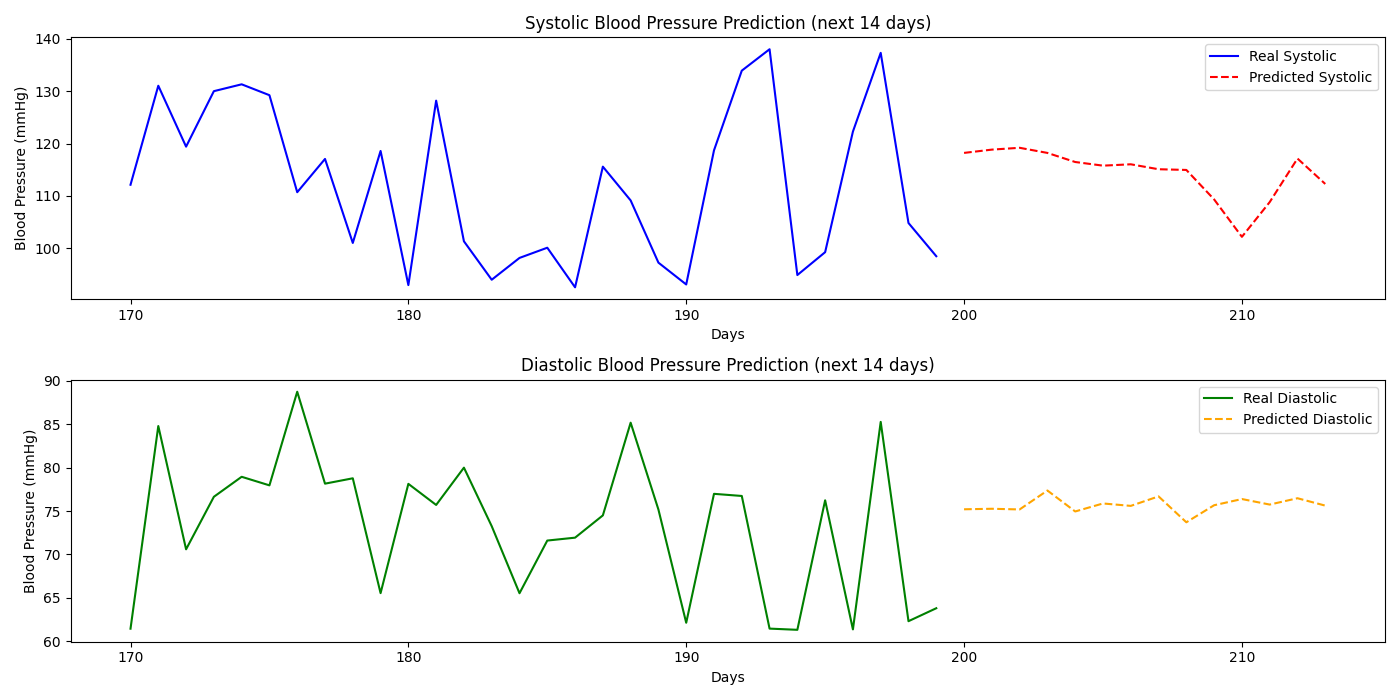 Systolic Blood Pressure Prediction (next 14 days)
140
130
120
110
100
Blood Pressure (mmHg)
Real Systolic
Predicted Systolic
170 180 190 200 210
Days
Diastolic Blood Pressure Prediction (next 14 days)
90
85
80
75
70
65
60
Blood Pressure (mmHg)
Real Diastolic
Predicted Diastolic
170 180 190 200 210
Days